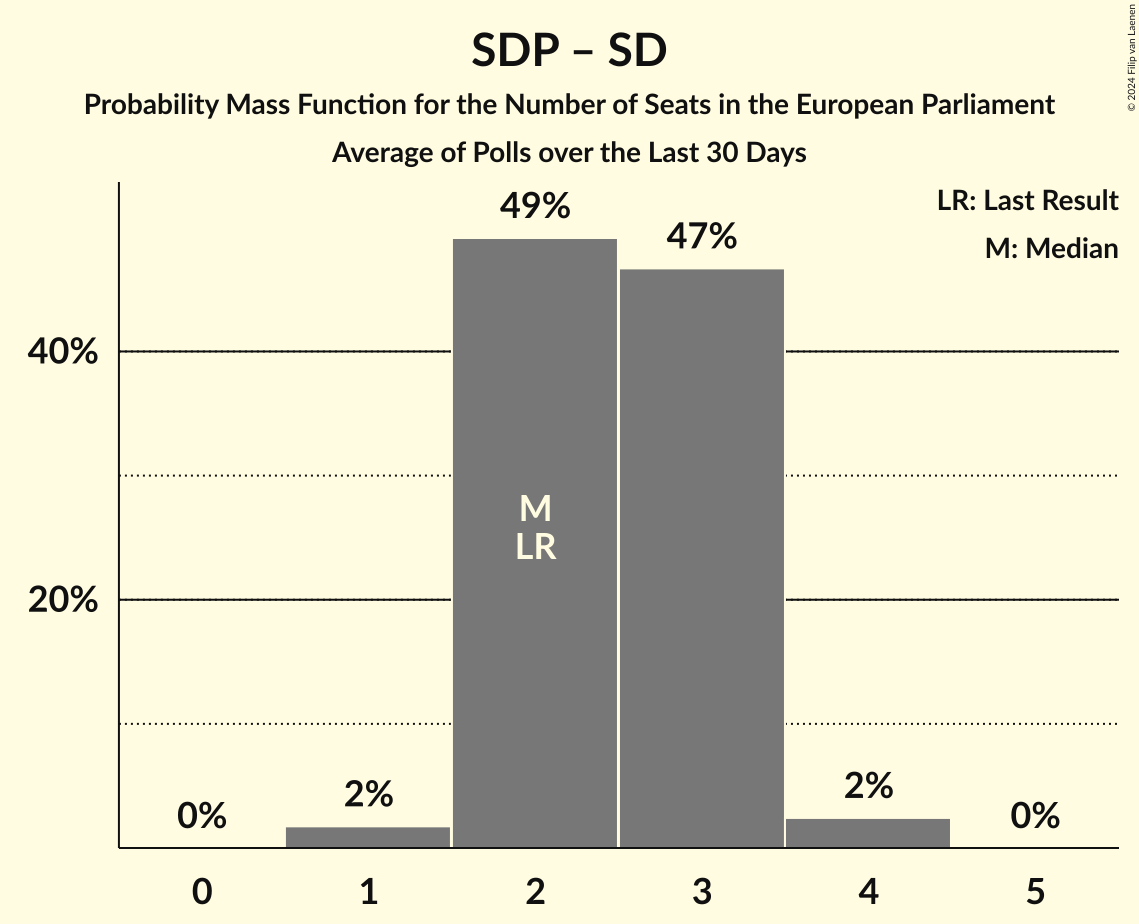 SDP – SD
Probability Mass Function for the Number of Seats in the European Parliament
Average of Polls over the Last 30 Days
© 2024 Filip van Laenen
LR: Last Result
M: Median
49%
47%
40%
M
LR
20%
0%
2%
2%
0%
0 1 2 3 4 5